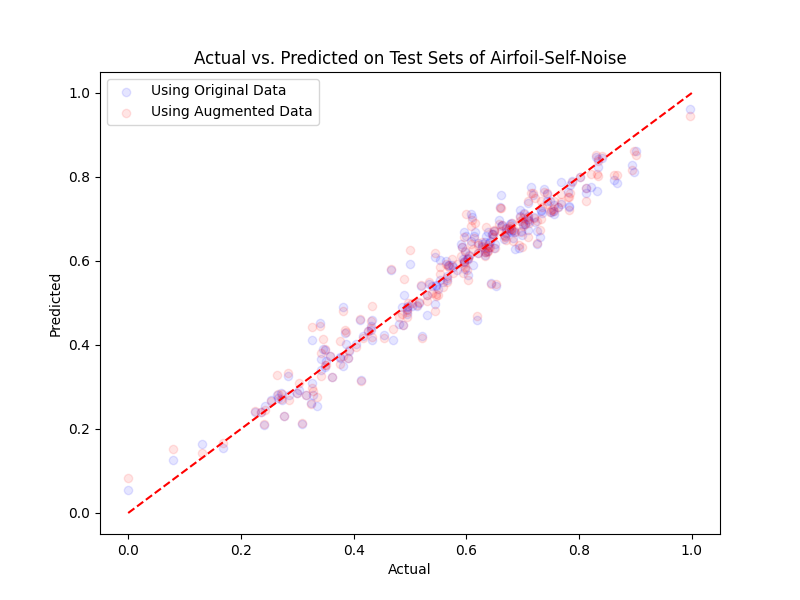 Actual vs. Predicted on Test Sets of Airfoil-Self-Noise
Using Original Data
Using Augmented Data
1.0
0.8
0.6
0.4
0.2
0.0
Predicted
0.0 0.2 0.4 0.6 0.8 1.0
Actual